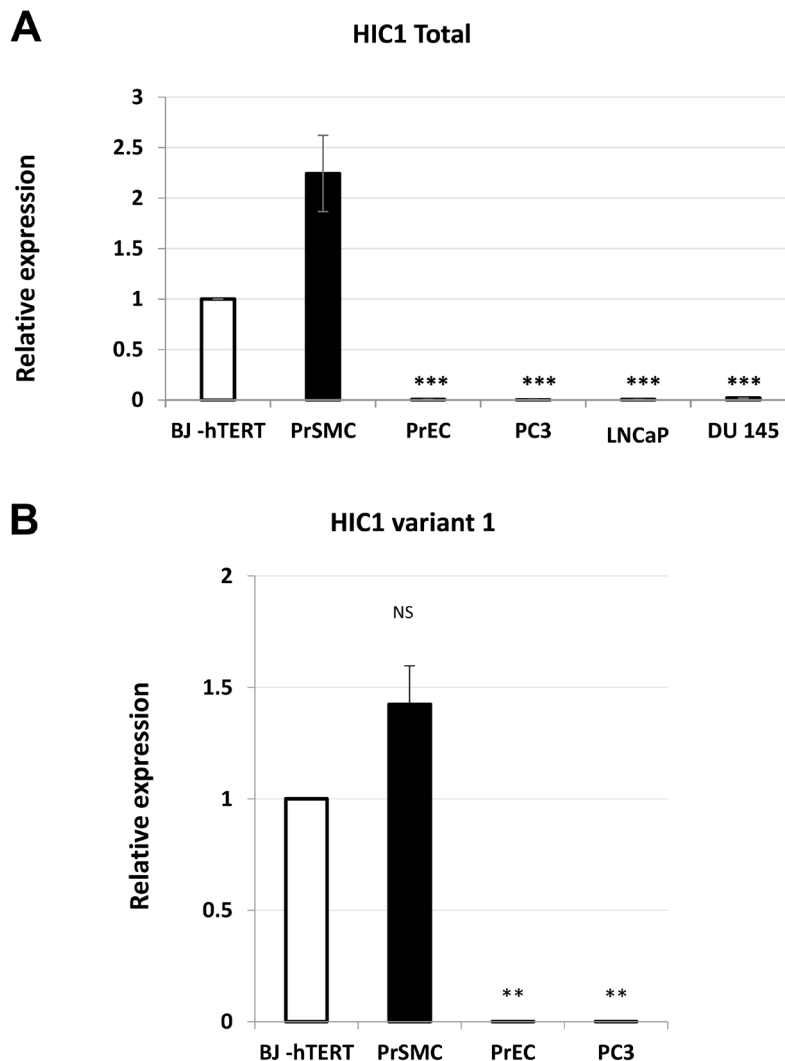 A
HIC1 Total
Relative expression
3
2.5
2
1.5
1
0.5
0
*** *** *** ***
BJ -hTERT PrSMC PrEC PC3 LNCaP DU 145
B
HIC1 variant 1
Relative expression
2
1.5
1
0.5
0
NS
** **
BJ -hTERT PrSMC PrEC PC3